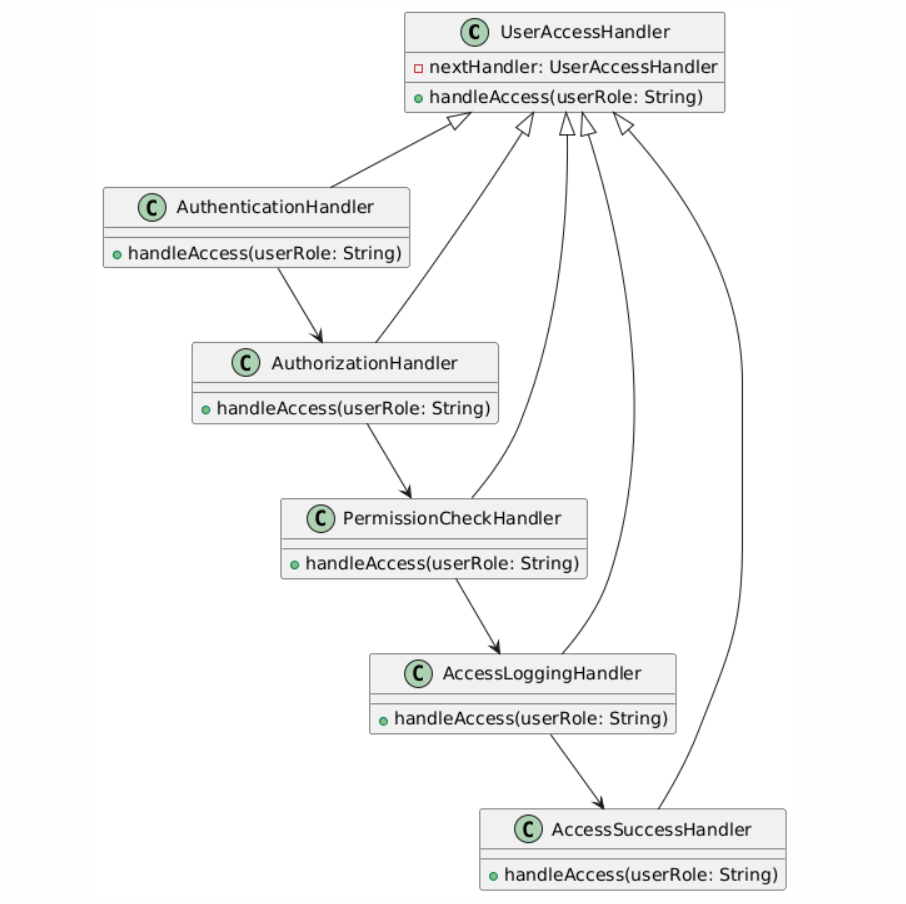 C UserAccessHandler
nextHandler: UserAccessHandler
handleAccess(userRole: String)
C AuthenticationHandler
handleAccess(userRole: String)
C AuthorizationHandler
handleAccess(userRole: String)
C PermissionCheckHandler
handleAccess(userRole: String)
C AccessLoggingHandler
handleAccess(userRole: String)
C AccessSuccessHandler
handleAccess(userRole: String)